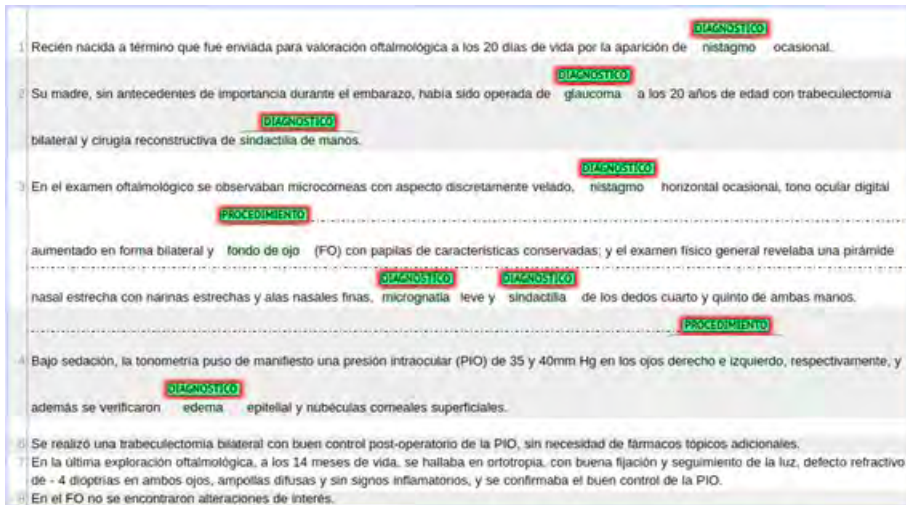 DIAGNOSTICO
1 Recién nacida a término que fue enviada para valoración oftalmológica a los 20 días de vida por la aparición de nistagmo ocasional.
DIAGNOSTICO
2 Su madre, sin antecedentes de importancia durante el embarazo, había sido operada de glaucoma a los 20 años de edad con trabeculectomía
DIAGNOSTICO
bilateral y cirugía reconstructiva de sindactilia de manos.
DIAGNOSTICO
3 En el examen oftalmológico se observaban microcórneas con aspecto discretamente velado, nistagmo horizontal ocasional, tono ocular digital
PROCEDIMIENTO
aumentado en forma bilateral y fondo de ojo (FO) con papilas de características conservadas; y el examen físico general revelaba una pirámide
DIAGNOSTICO DIAGNOSTICO
nasal estrecha con narinas estrechas y alas nasales finas, micrognatia leve y sindactilia de los dedos cuarto y quinto de ambas manos.
PROCEDIMIENTO
4 Bajo sedación, la tonometría puso de manifiesto una presión intraocular (PIO) de 35 y 40mm Hg en los ojos derecho e izquierdo, respectivamente, y
DIAGNOSTICO
además se verificaron edema epitelial y nubéculas corneales superficiales.
Se realizó una trabeculectomía bilateral con buen control post-operatorio de la PIO, sin necesidad de fármacos tópicos adicionales.
En la última exploración oftalmológica, a los 14 meses de vida, se hallaba en ortotropia, con buena fijación y seguimiento de la luz, defecto refractivo
de - 4 dioptrías en ambos ojos, ampollas difusas y sin signos inflamatorios, y se confirmaba el buen control de la PIO.
En el FO no se encontraron alteraciones de interés.